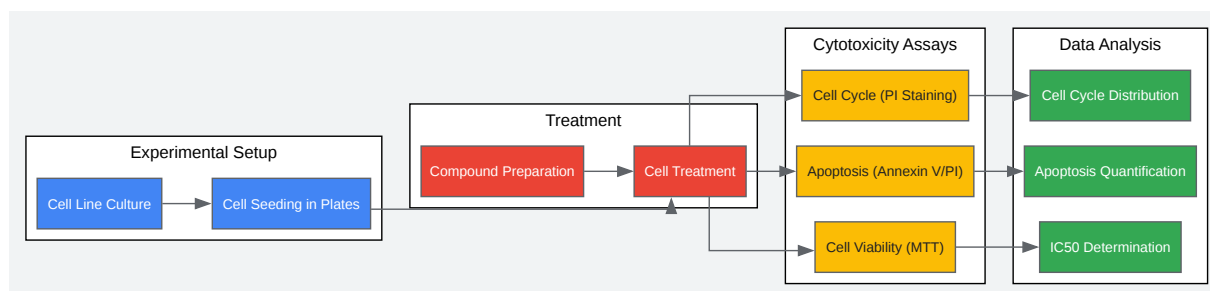 Experimental Setup
Cell Line Culture
Cell Seeding in Plates
Treatment
Compound Preparation
Cell Treatment
Cytotoxicity Assays
Cell Cycle (PI Staining)
Apoptosis (Annexin V/PI)
Cell Viability (MTT)
Data Analysis
Cell Cycle Distribution
Apoptosis Quantification
IC50 Determination